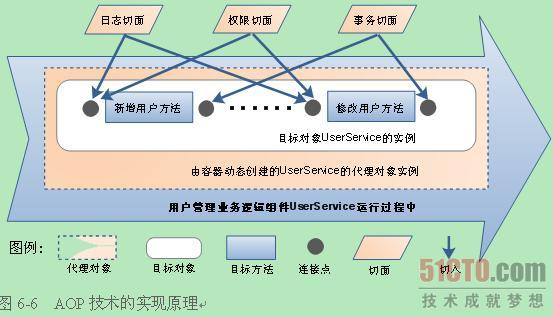 日志切面
权限切面
事务切面
新增用户方法
修改用户方法
目标对象UserService的实例
由容器动态创建的UserService的代理对象实例
用户管理业务逻辑组件UserService运行过程中
图例：
代理对象
目标对象
目标方法
连接点
切面
切入
51CTO.com
技术成就梦想
图 6-6 AOP 技术的实现原理